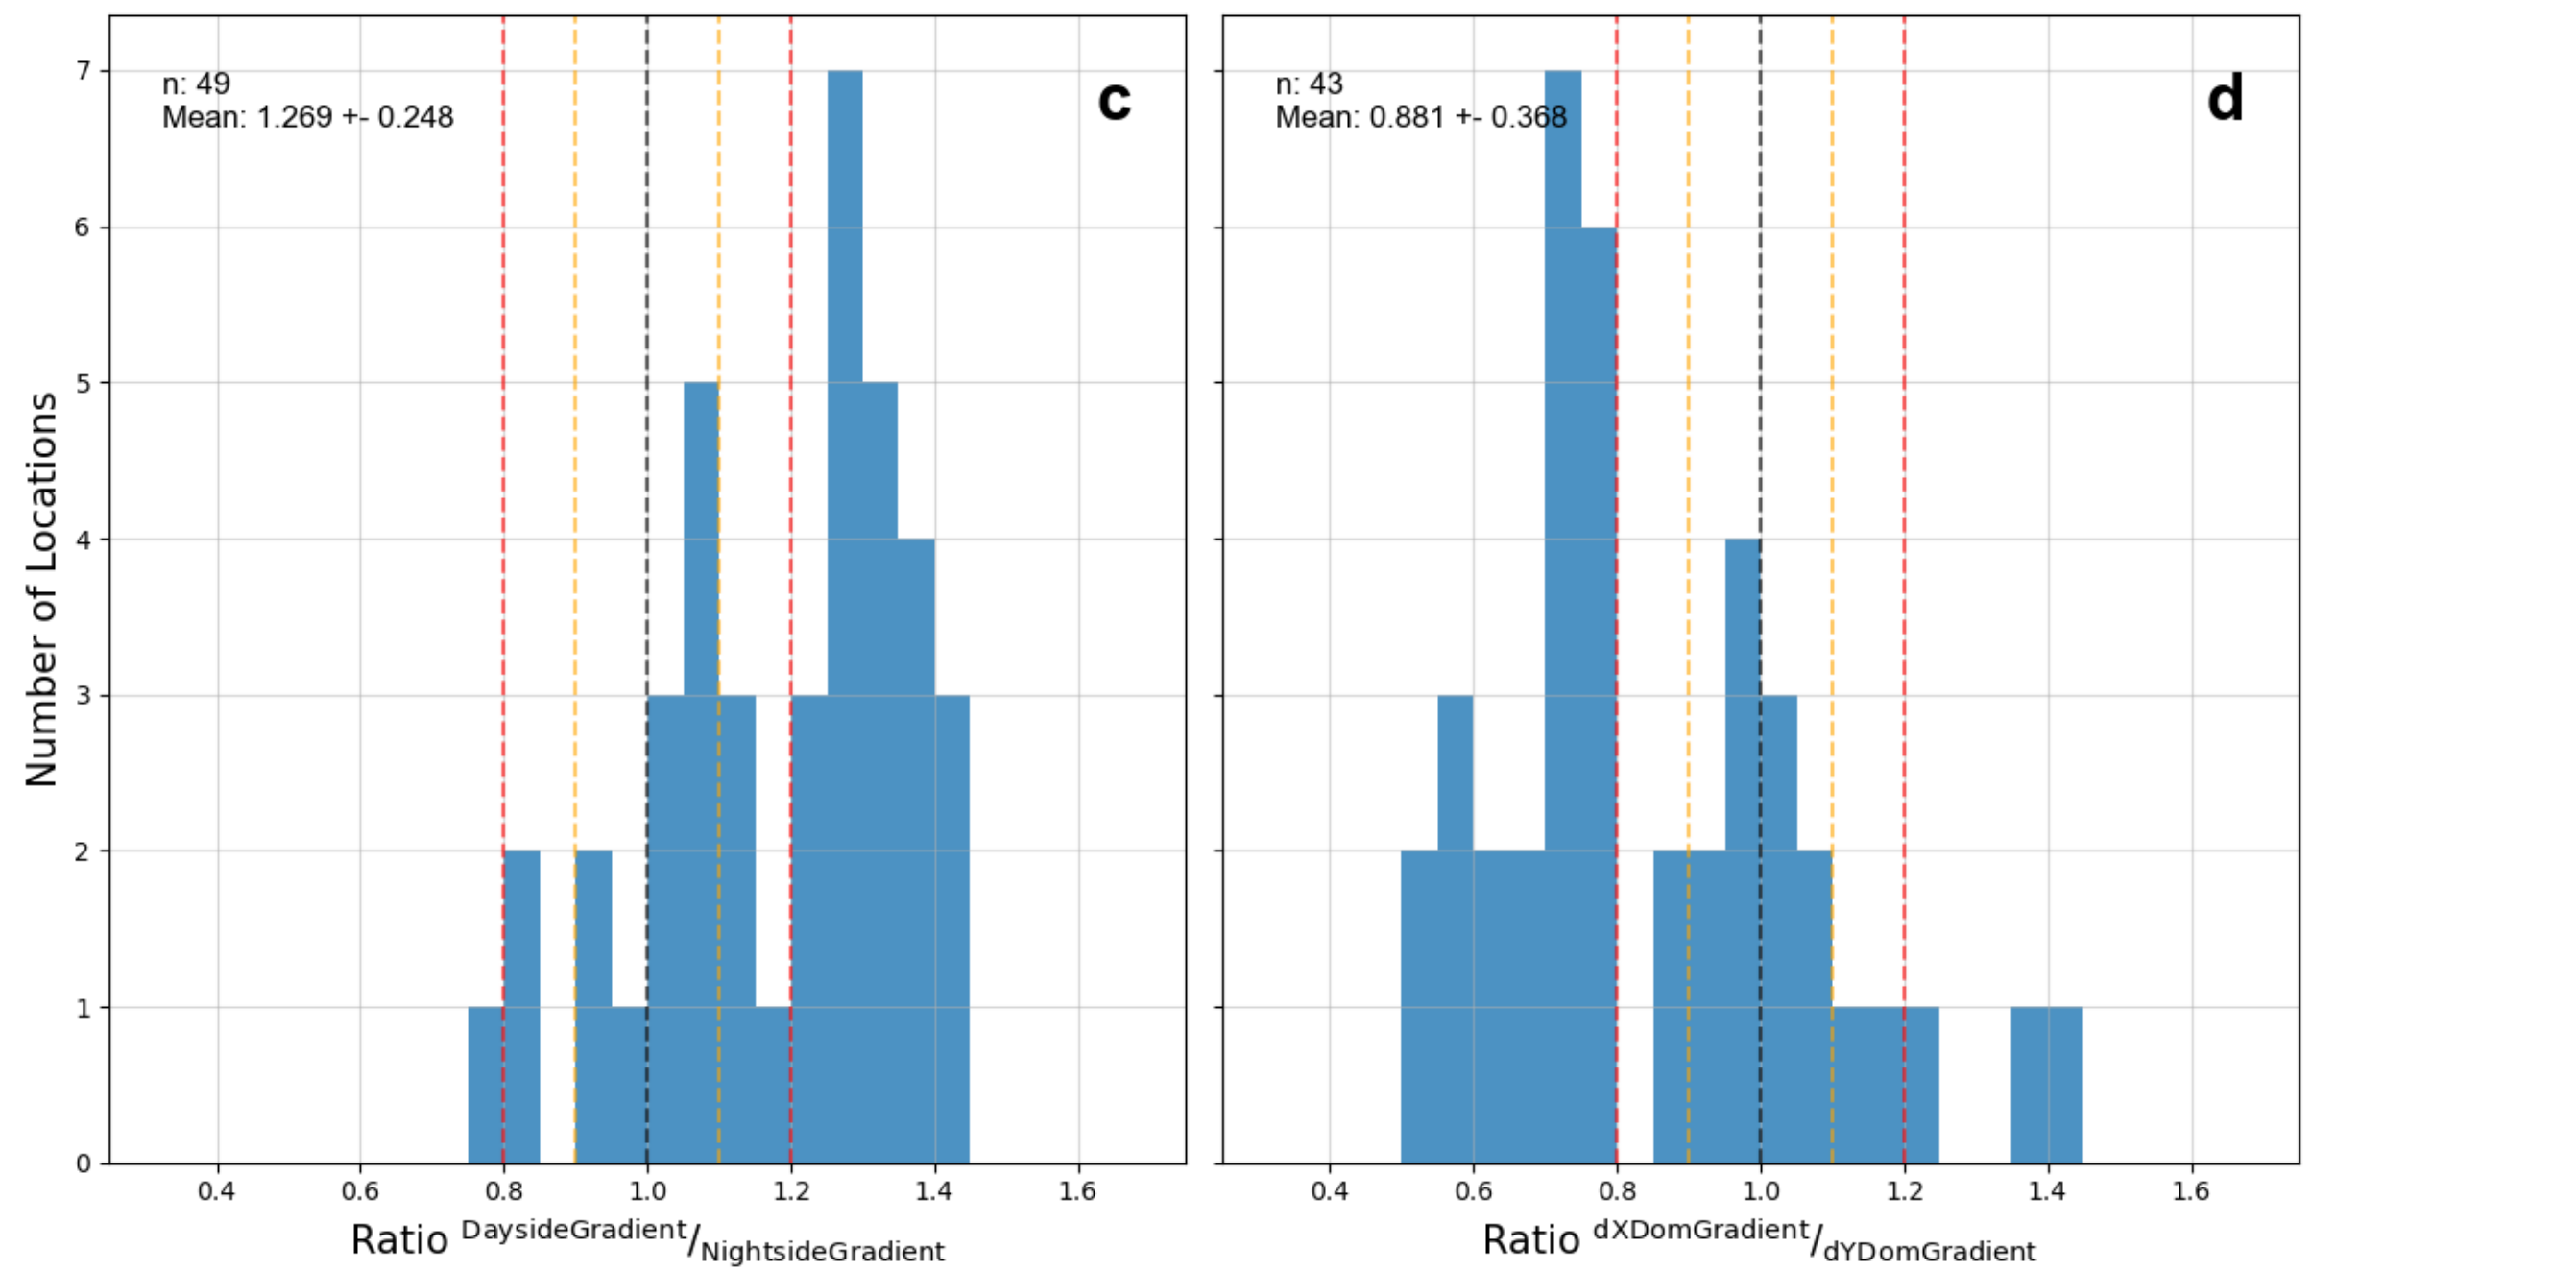 n: 49
Mean: 1.269 +- 0.248
c
n: 43
Mean: 0.881 +- 0.368
d
Number of Locations
7
6
5
4
3
2
1
0
0.4 0.6 0.8 1.0 1.2 1.4 1.6
0.4 0.6 0.8 1.0 1.2 1.4 1.6
Ratio DaysideGradient/NightsideGradient
Ratio dXDomGradient/dYDomGradient